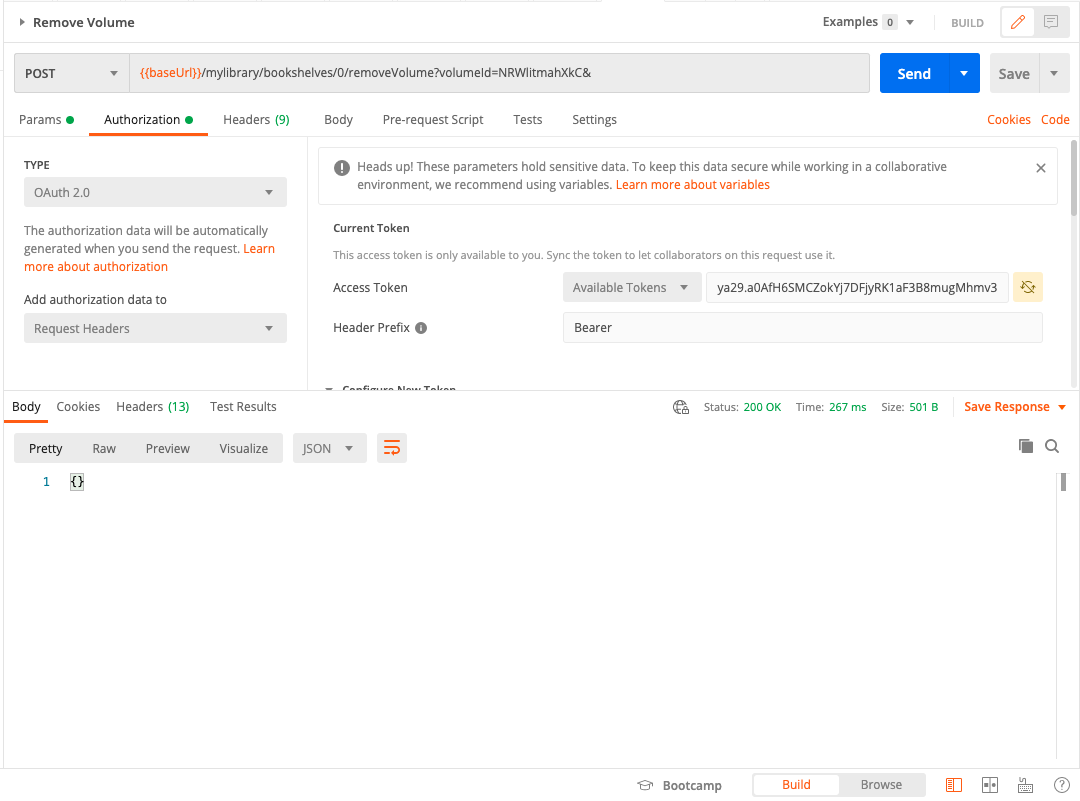 Remove Volume
Examples 0
BUILD
POST
{{baseUrl}}/mylibrary/bookshelves/0/removeVolume?volumeId=NRWlitmahXkC&
Send
Save
Params
Authorization
Headers (9)
Body
Pre-request Script
Tests
Settings
Cookies
Code
TYPE
OAuth 2.0
The authorization data will be automatically
generated when you send the request. Learn
more about authorization
Add authorization data to
Request Headers
Heads up! These parameters hold sensitive data. To keep this data secure while working in a collaborative
environment, we recommend using variables. Learn more about variables
Current Token
This access token is only available to you. Sync the token to let collaborators on this request use it.
Access Token
Available Tokens
ya29.a0AfH6SMCZokYj7DFjyRK1aF3B8mugMhmv3
Header Prefix
Bearer
Configure New Token
Body
Cookies
Headers (13)
Test Results
Status: 200 OK
Time: 267 ms
Size: 501 B
Save Response
Pretty
Raw
Preview
Visualize
JSON
1 {}
Bootcamp
Build
Browse